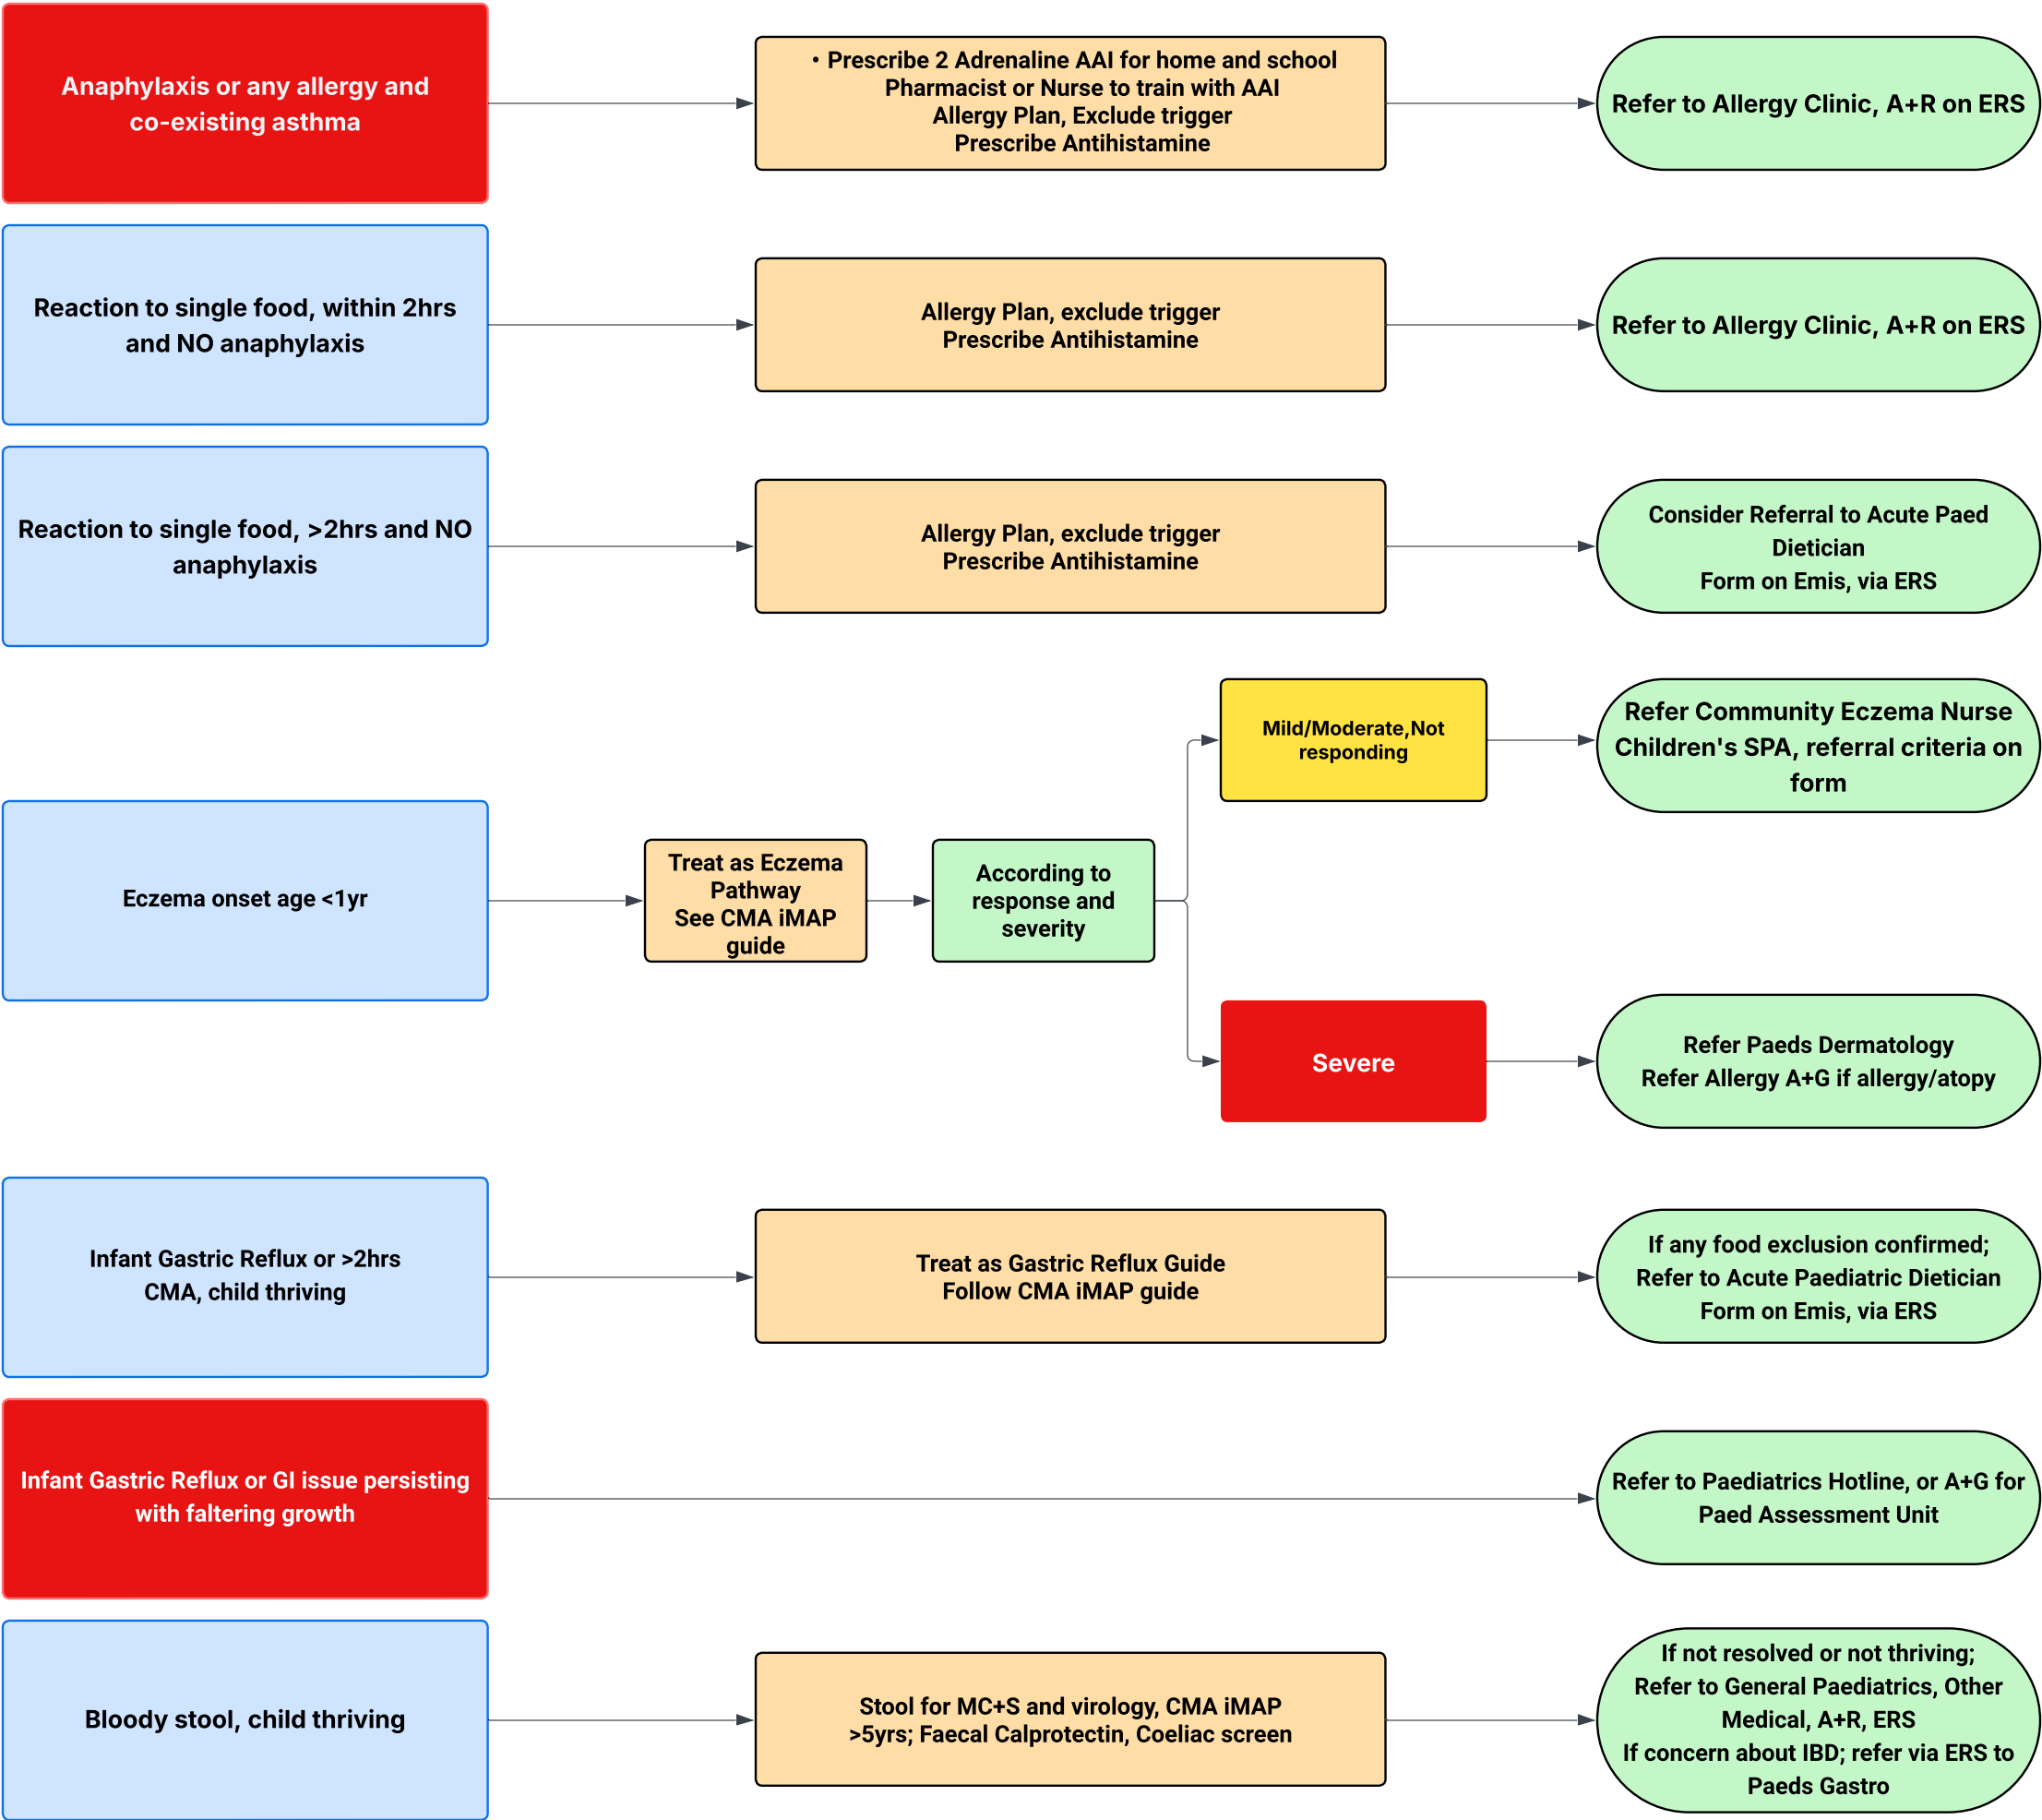 Anaphylaxis or any allergy and
co-existing asthma
• Prescribe 2 Adrenaline AAI for home and school
Pharmacist or Nurse to train with AAI
Allergy Plan, Exclude trigger
Prescribe Antihistamine
Refer to Allergy Clinic, A+R on ERS
Reaction to single food, within 2hrs
and NO anaphylaxis
Allergy Plan, exclude trigger
Prescribe Antihistamine
Refer to Allergy Clinic, A+R on ERS
Reaction to single food, >2hrs and NO
anaphylaxis
Allergy Plan, exclude trigger
Prescribe Antihistamine
Consider Referral to Acute Paed
Dietician
Form on Emis, via ERS
Eczema onset age <1yr
Treat as Eczema
Pathway
See CMA iMAP
guide
According to
response and
severity
Mild/Moderate,Not
responding
Refer Community Eczema Nurse
Children's SPA, referral criteria on
form
Severe
Refer Paeds Dermatology
Refer Allergy A+G if allergy/atopy
Infant Gastric Reflux or >2hrs
CMA, child thriving
Treat as Gastric Reflux Guide
Follow CMA iMAP guide
If any food exclusion confirmed;
Refer to Acute Paediatric Dietician
Form on Emis, via ERS
Infant Gastric Reflux or GI issue persisting
with faltering growth
Refer to Paediatrics Hotline, or A+G for
Paed Assessment Unit
Bloody stool, child thriving
Stool for MC+S and virology, CMA iMAP
>5yrs; Faecal Calprotectin, Coeliac screen
If not resolved or not thriving;
Refer to General Paediatrics, Other
Medical, A+R, ERS
If concern about IBD; refer via ERS to
Paeds Gastro